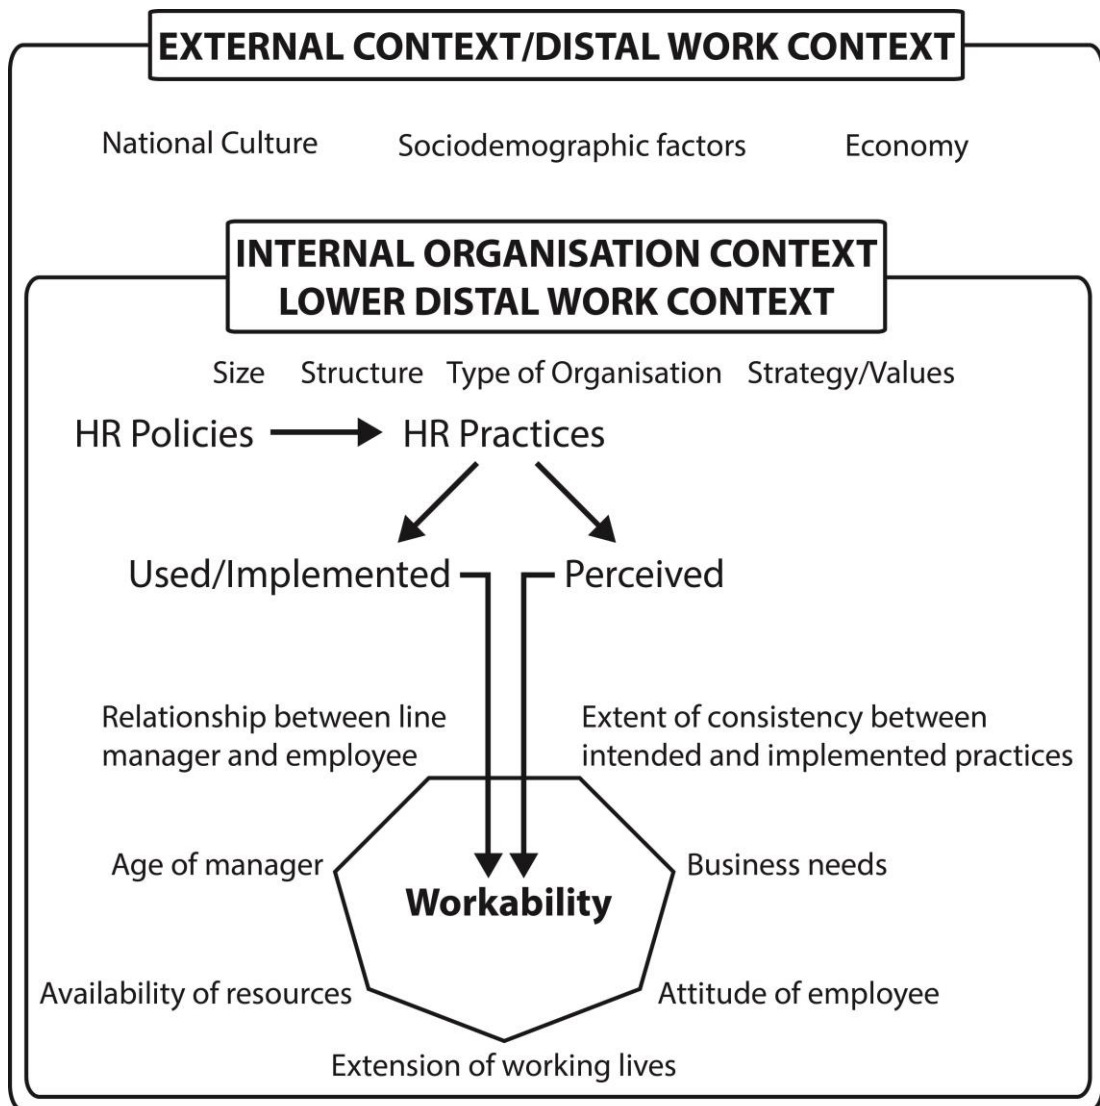 EXTERNAL CONTEXT/DISTAL WORK CONTEXT
National Culture
Sociodemographic factors
Economy
INTERNAL ORGANISATION CONTEXT
LOWER DISTAL WORK CONTEXT
Size
Structure
Type of Organisation
Strategy/Values
HR Policies
HR Practices
Used/Implemented
Perceived
Relationship between line
manager and employee
Extent of consistency between
intended and implemented practices
Age of manager
Business needs
Workability
Availability of resources
Attitude of employee
Extension of working lives